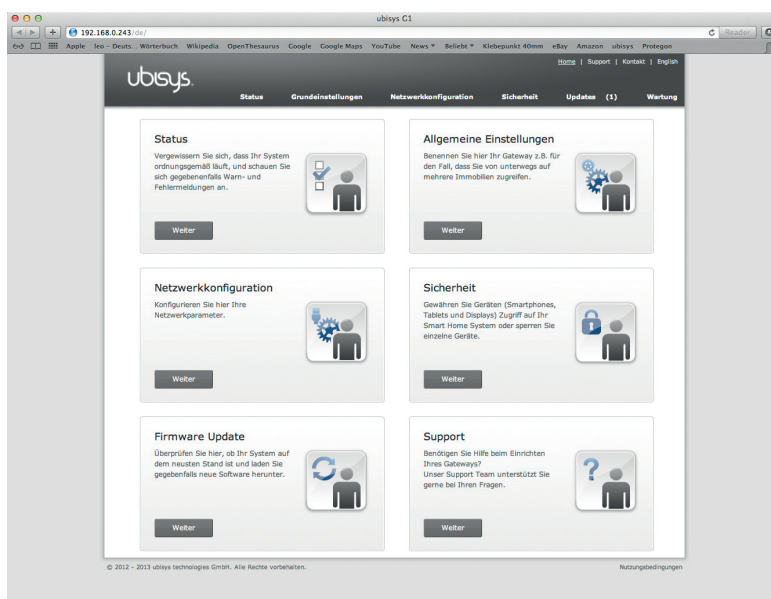 ubisys G1
192.168.0.243/de/
Reader
Apple leo - Deuts... Wörterbuch Wikipedia OpenThesaurus Google Google Maps YouTube News Beliebt Klebepunkt 40mm eBay Amazon ubisys Protegon
Home | Support | Kontakt | English
ubisys.
Status Grundeinstellungen Netzwerkkonfiguration Sicherheit Updates (1) Wartung
Status
Vergewissern Sie sich, dass Ihr System
ordnungsgemäß läuft, und schauen Sie
sich gegebenenfalls Warn- und
Fehlermeldungen an.
Weiter
Allgemeine Einstellungen
Benennen Sie hier Ihr Gateway z.B. für
den Fall, dass Sie von unterwegs auf
mehrere Immobilien zugreifen.
Weiter
Netzwerkkonfiguration
Konfigurieren Sie hier Ihre
Netzwerkparameter.
Weiter
Sicherheit
Gewähren Sie Geräten (Smartphones,
Tablets und Displays) Zugriff auf Ihr
Smart Home System oder sperren Sie
einzelne Geräte.
Weiter
Firmware Update
Überprüfen Sie hier, ob Ihr System auf
dem neusten Stand ist und laden Sie
gegebenfalls neue Software herunter.
Weiter
Support
Benötigen Sie Hilfe beim Einrichten
Ihres Gateways?
Unser Support Team unterstützt Sie
gerne bei Ihren Fragen.
Weiter
© 2012 - 2013 ubisys technologies GmbH. Alle Rechte vorbehalten.
Nutzungsbedingungen